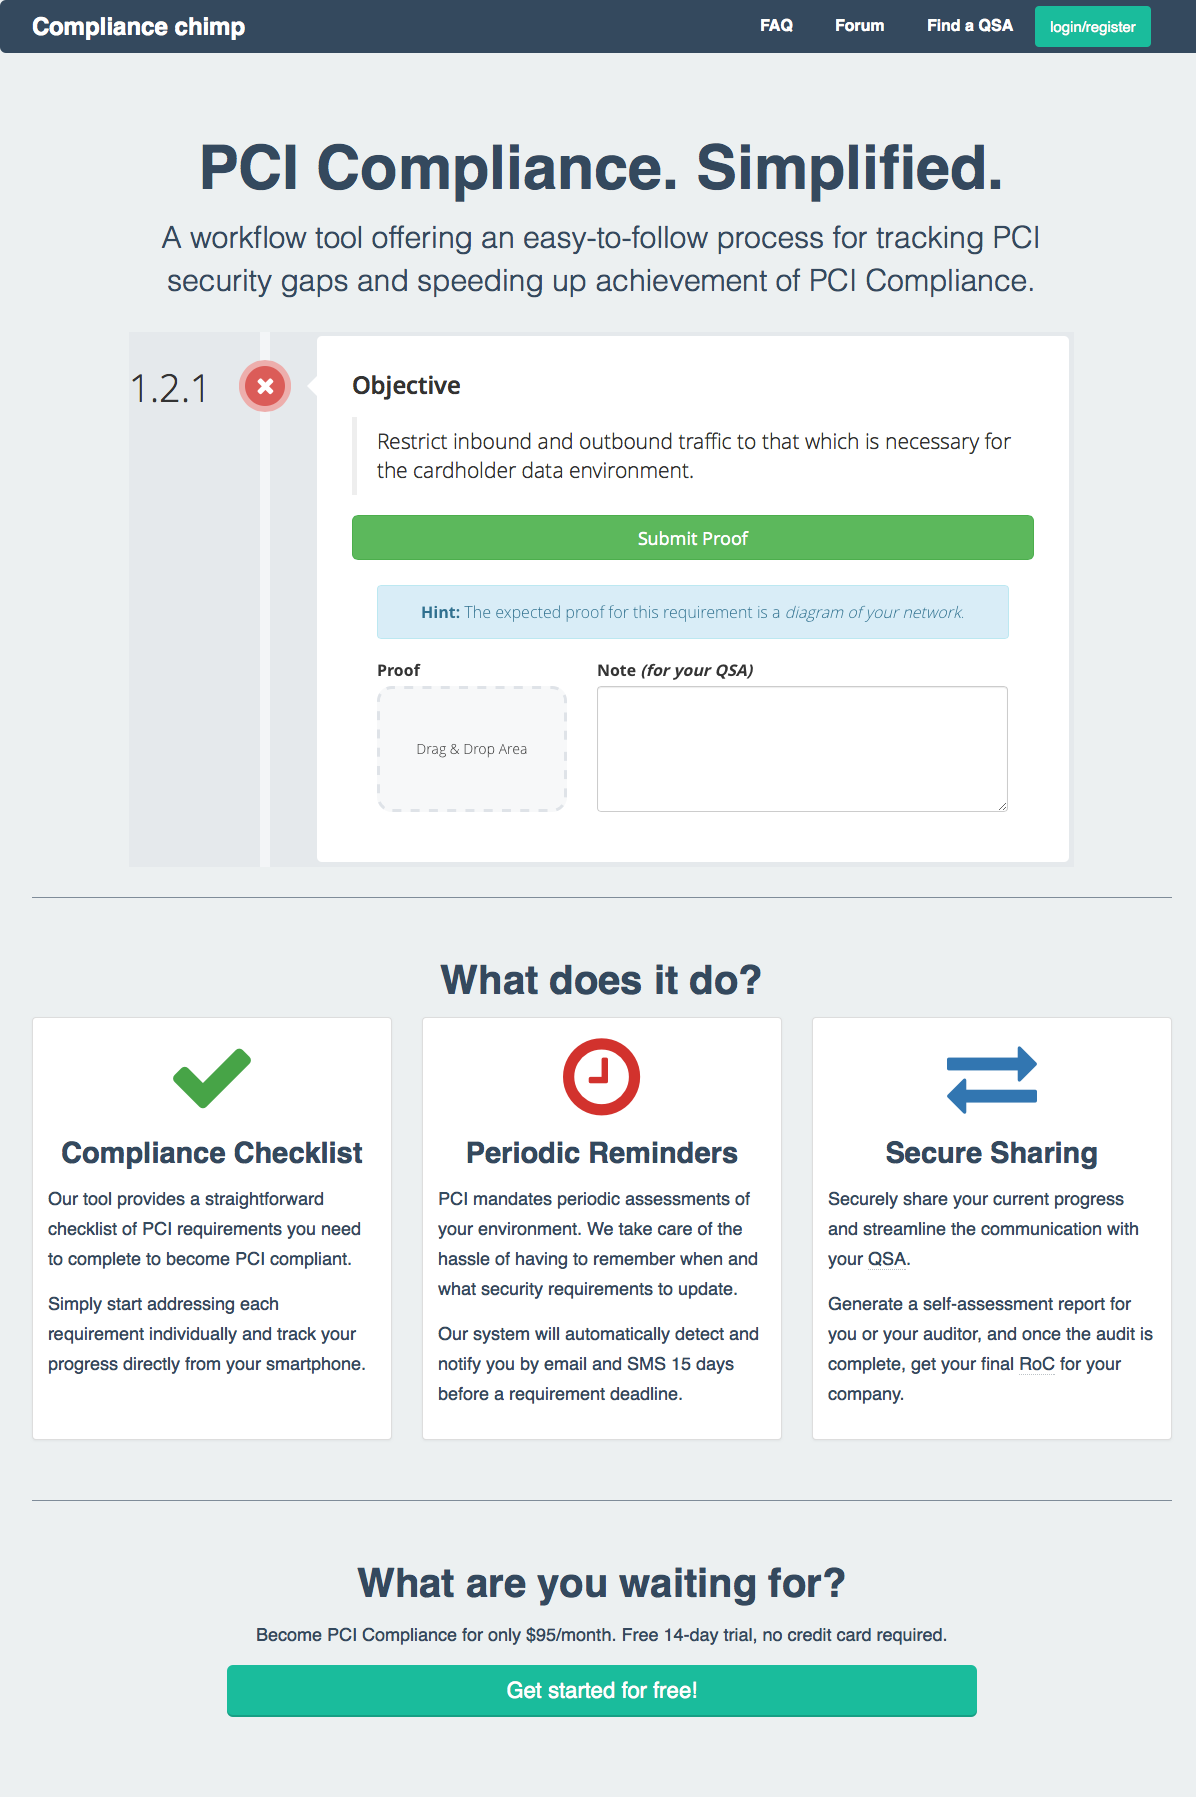 Compliance chimp
FAQ
Forum
Find a QSA
login/register
PCI Compliance. Simplified.
A workflow tool offering an easy-to-follow process for tracking PCI
security gaps and speeding up achievement of PCI Compliance.
1.2.1
Objective
Restrict inbound and outbound traffic to that which is necessary for
the cardholder data environment.
Submit Proof
Hint: The expected proof for this requirement is a diagram of your network.
Proof
Note (for your QSA)
Drag & Drop Area
What does it do?
Compliance Checklist
Our tool provides a straightforward
checklist of PCI requirements you need
to complete to become PCI compliant.
Simply start addressing each
requirement individually and track your
progress directly from your smartphone.
Periodic Reminders
PCI mandates periodic assessments of
your environment. We take care of the
hassle of having to remember when and
what security requirements to update.
Our system will automatically detect and
notify you by email and SMS 15 days
before a requirement deadline.
Secure Sharing
Securely share your current progress
and streamline the communication with
your QSA.
Generate a self-assessment report for
you or your auditor, and once the audit is
complete, get your final RoC for your
company.
What are you waiting for?
Become PCI Compliance for only $95/month. Free 14-day trial, no credit card required.
Get started for free!